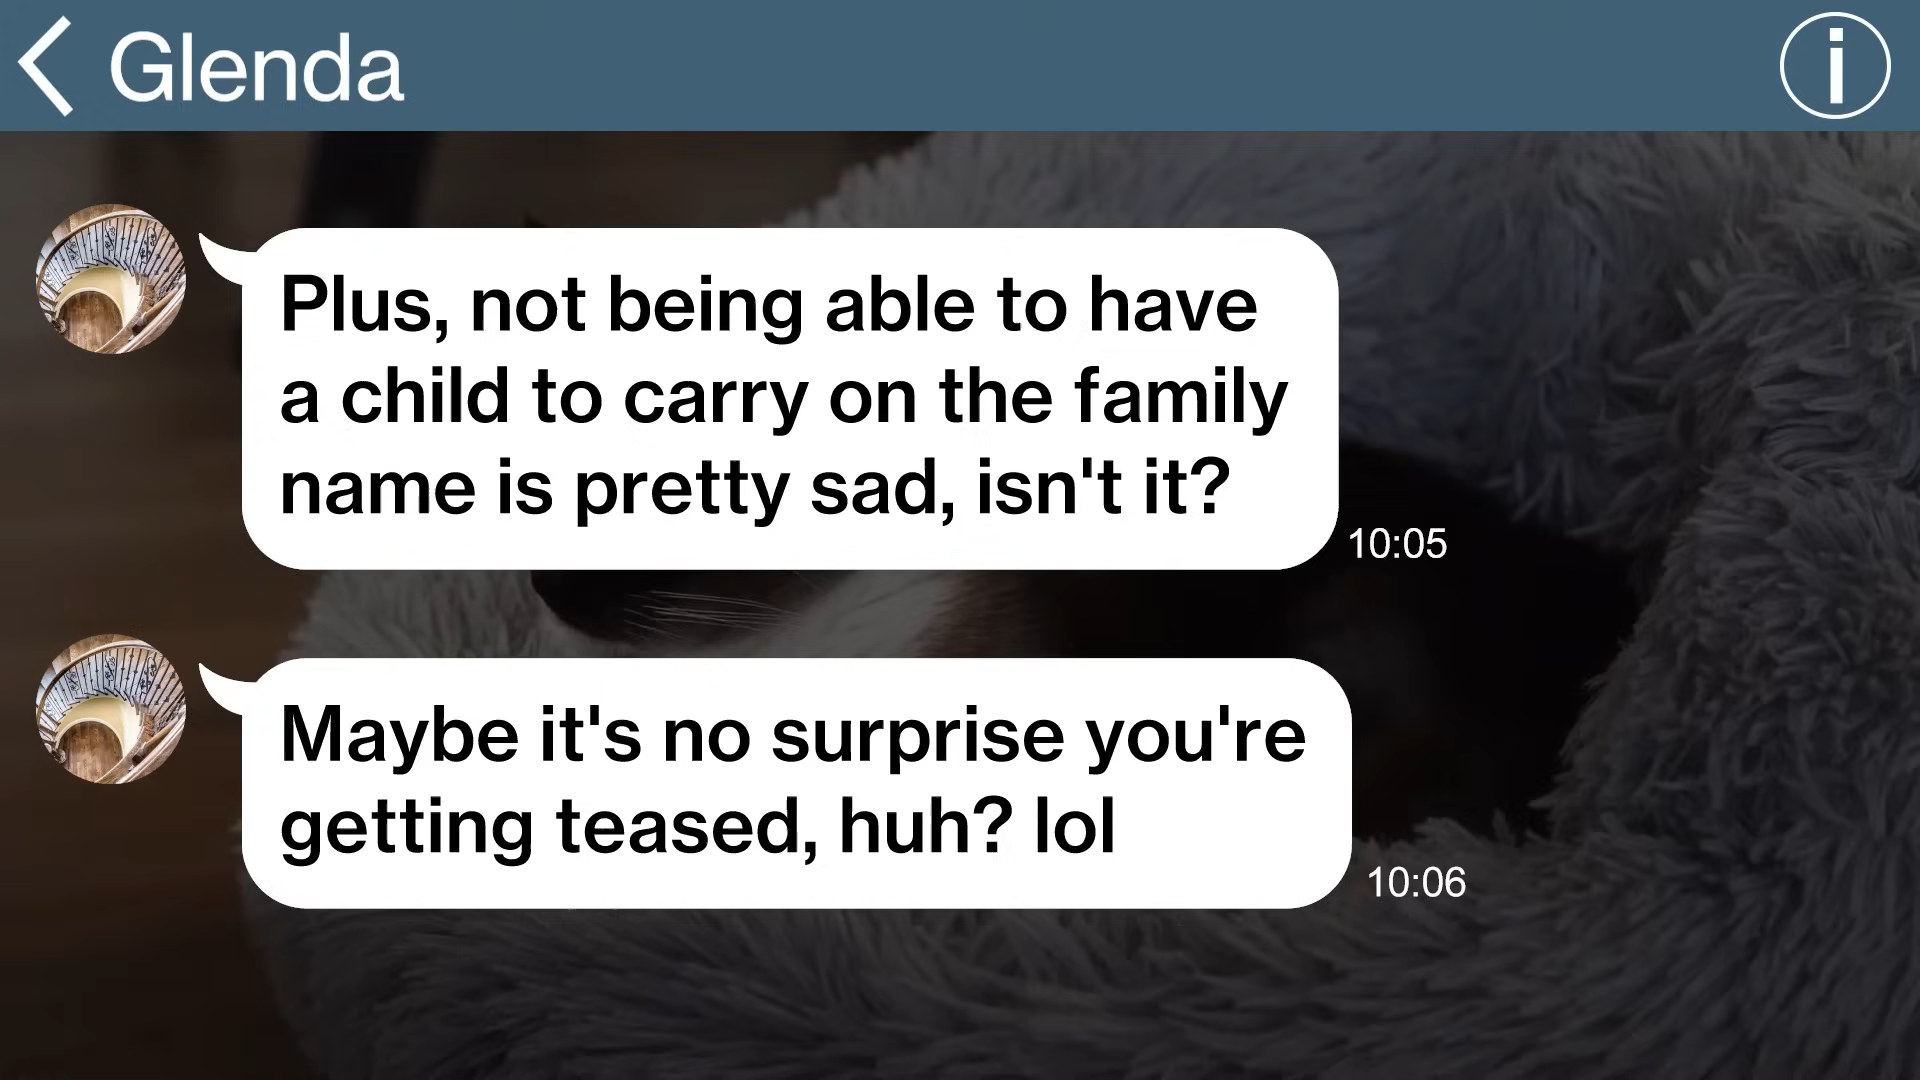 Glenda
Plus, not being able to have
a child to carry on the family
name is pretty sad, isn't it?
10:05
Maybe it's no surprise you're
getting teased, huh? lol
10:06